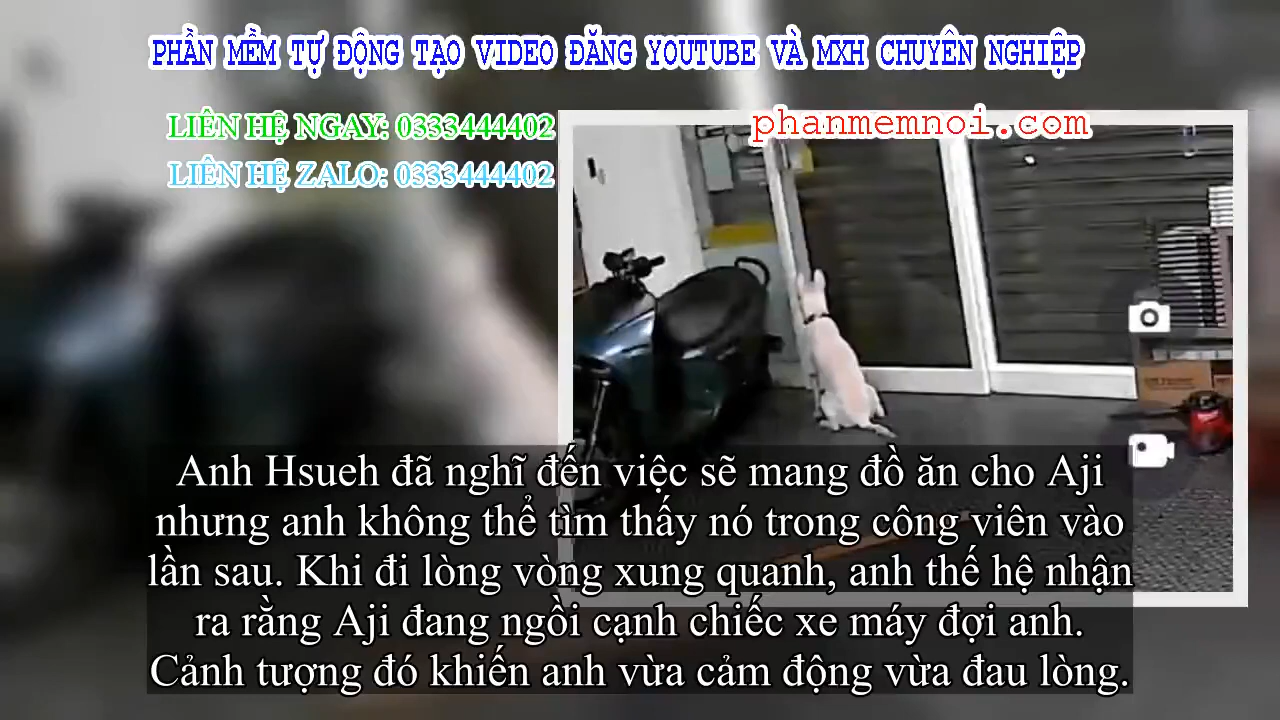 PHẦN MỀM TỰ ĐỘNG TẠO VIDEO ĐĂNG YOUTUBE VÀ MXH CHUYÊN NGHIỆP
LIÊN HỆ NGAY: 0333444402
phanmemnoi.com
LIÊN HỆ ZALO: 0333444402
Anh Hsueh đã nghĩ đến việc sẽ mang đồ ăn cho Aji
nhưng anh không thể tìm thấy nó trong công viên vào
lần sau. Khi đi lòng vòng xung quanh, anh thế hệ nhận
ra rằng Aji đang ngồi cạnh chiếc xe máy đợi anh.
Cảnh tượng đó khiến anh vừa cảm động vừa đau lòng.